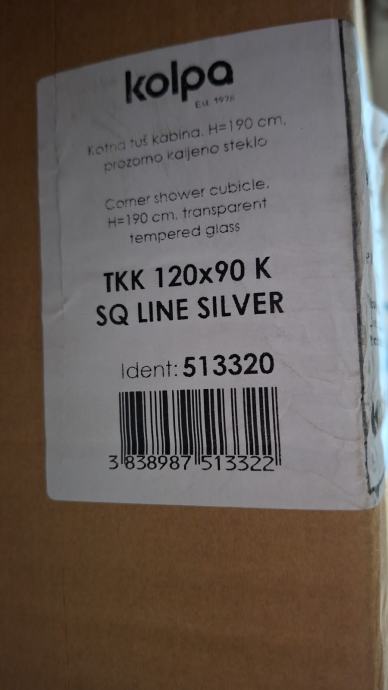 kolpa
Est. 1976
Kotna tuš kabina, H=190 cm,
prozorno kaljeno steklo
Corner shower cubicle,
H=190 cm, transparent
tempered glass
TKK 120x90 K
SQ LINE SILVER
Ident: 513320
3 838987 513322